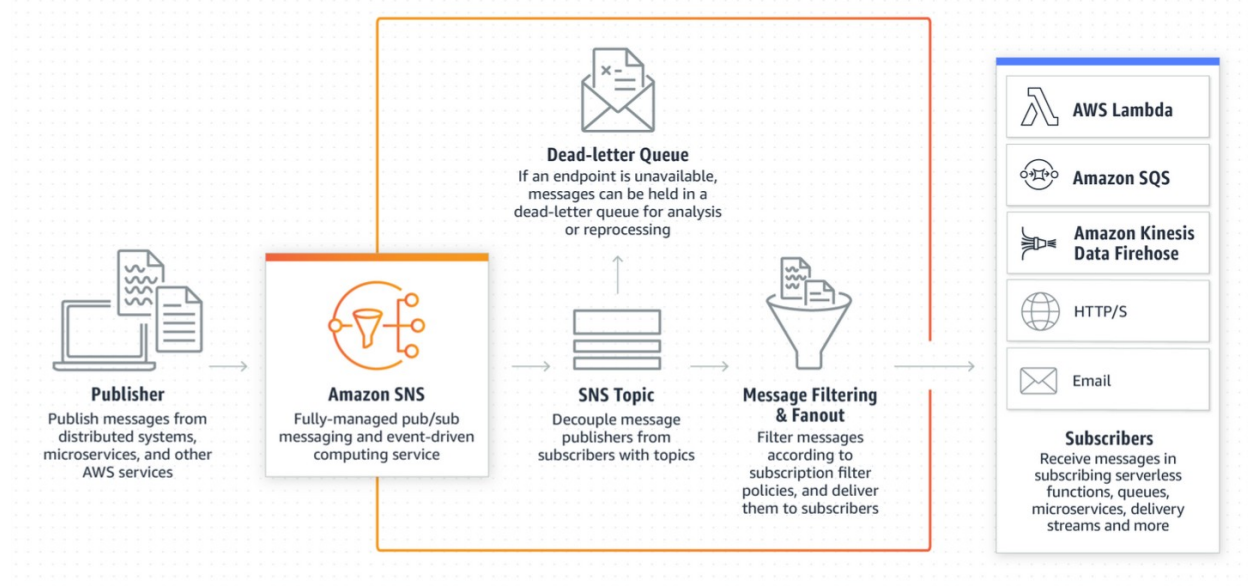 Dead-letter Queue
If an endpoint is unavailable,
messages can be held in a
dead-letter queue for analysis
or reprocessing
Publisher
Publish messages from
distributed systems,
microservices, and other
AWS services
Amazon SNS
Fully-managed pub/sub
messaging and event-driven
computing service
SNS Topic
Decouple message
publishers from
subscribers with topics
Message Filtering
& Fanout
Filter messages
according to
subscription filter
policies, and deliver
them to subscribers
AWS Lambda
Amazon SQS
Amazon Kinesis
Data Firehose
HTTP/S
Email
Subscribers
Receive messages in
subscribing serverless
functions, queues,
microservices, delivery
streams and more